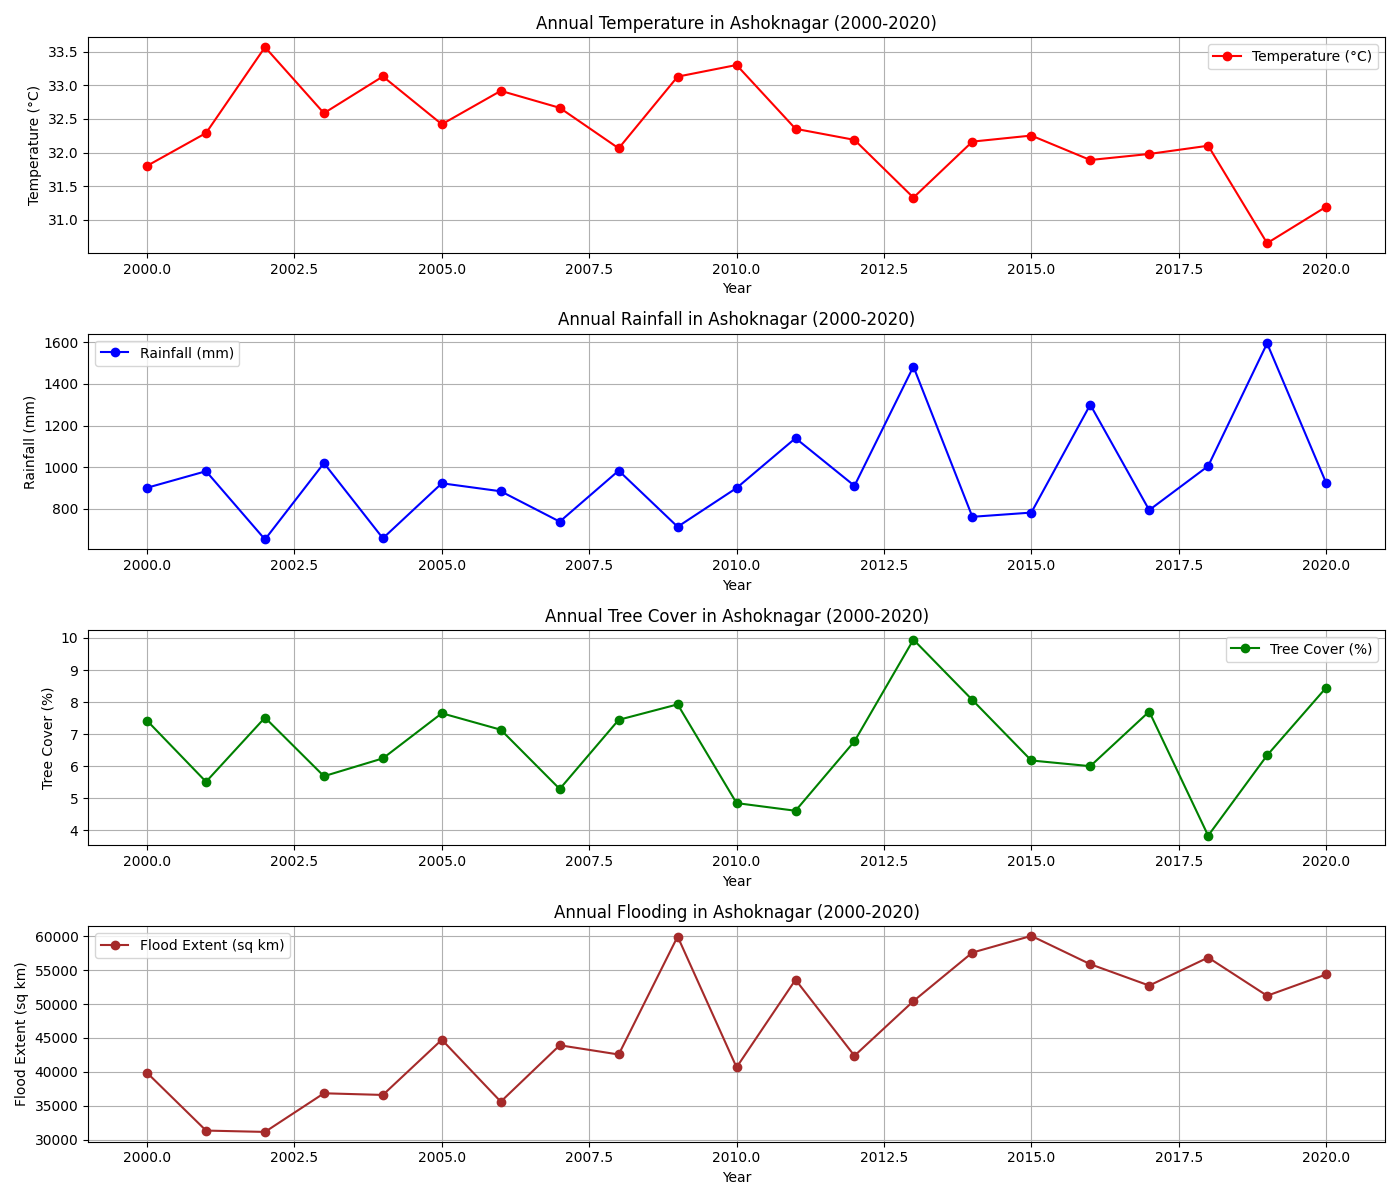 Annual Temperature in Ashoknagar (2000-2020)
Temperature (°C)
33.5
33.0
32.5
32.0
31.5
31.0
Temperature (°C)
2000.0 2002.5 2005.0 2007.5 2010.0 2012.5 2015.0 2017.5 2020.0
Year
Annual Rainfall in Ashoknagar (2000-2020)
Rainfall (mm)
1600
1400
1200
1000
800
Rainfall (mm)
2000.0 2002.5 2005.0 2007.5 2010.0 2012.5 2015.0 2017.5 2020.0
Year
Annual Tree Cover in Ashoknagar (2000-2020)
Tree Cover (%)
10
9
8
7
6
5
4
Tree Cover (%)
2000.0 2002.5 2005.0 2007.5 2010.0 2012.5 2015.0 2017.5 2020.0
Year
Annual Flooding in Ashoknagar (2000-2020)
Flood Extent (sq km)
60000
55000
50000
45000
40000
35000
30000
Flood Extent (sq km)
2000.0 2002.5 2005.0 2007.5 2010.0 2012.5 2015.0 2017.5 2020.0
Year